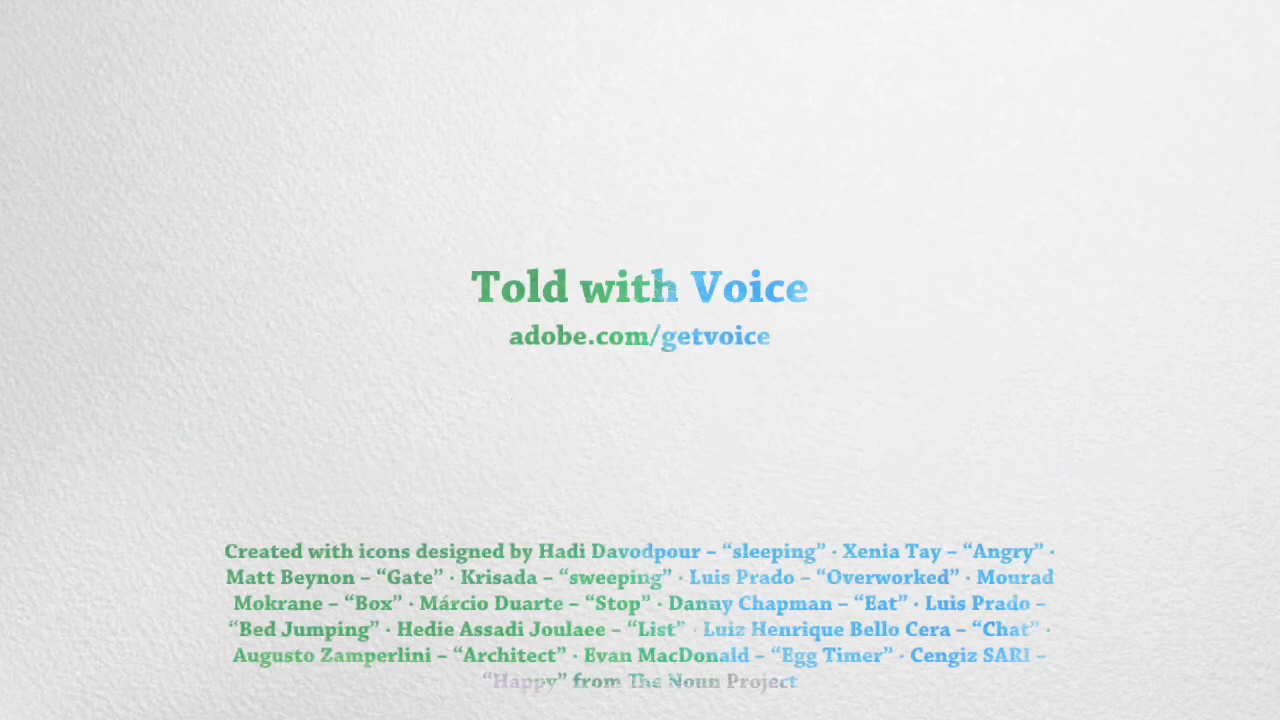 Told with Voice
adobe.com/getvoice
Created with icons designed by Hadi Davodpour – “sleeping” · Xenia Tay – “Angry” ·
Matt Beynon – “Gate” · Krisada – “sweeping” · Luis Prado – “Overworked” · Mourad
Mokrane – “Box” · Márcio Duarte – “Stop” · Danny Chapman – “Eat” · Luis Prado –
“Bed Jumping” · Hedie Assadi Joulaee – “List” · Luiz Henrique Bello Cera – “Chat” ·
Augusto Zamperlini – “Architect” · Evan MacDonald – “Egg Timer” · Cengiz SARI –
“Happy” from The Noun Project